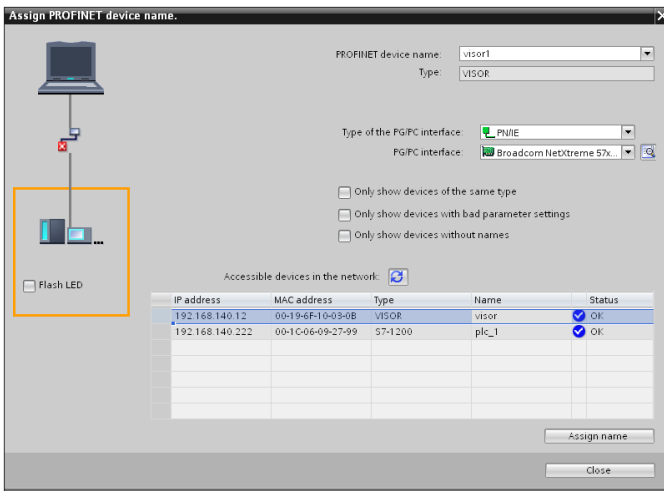 Assign PROFINET device name.
PROFINET device name: visor1
Type: VISOR
Type of the PG/PC interface: PN/IE
PG/PC interface: Broadcom NetXtreme 57x...
Only show devices of the same type
Only show devices with bad parameter settings
Only show devices without names
...
Flash LED
Accessible devices in the network:
IP address MAC address Type Name Status
192.168.140.12 00-19-6F-10-03-0B VISOR visor OK
192.168.140.222 00-1C-06-09-27-99 S7-1200 plc_1 OK
Assign name
Close